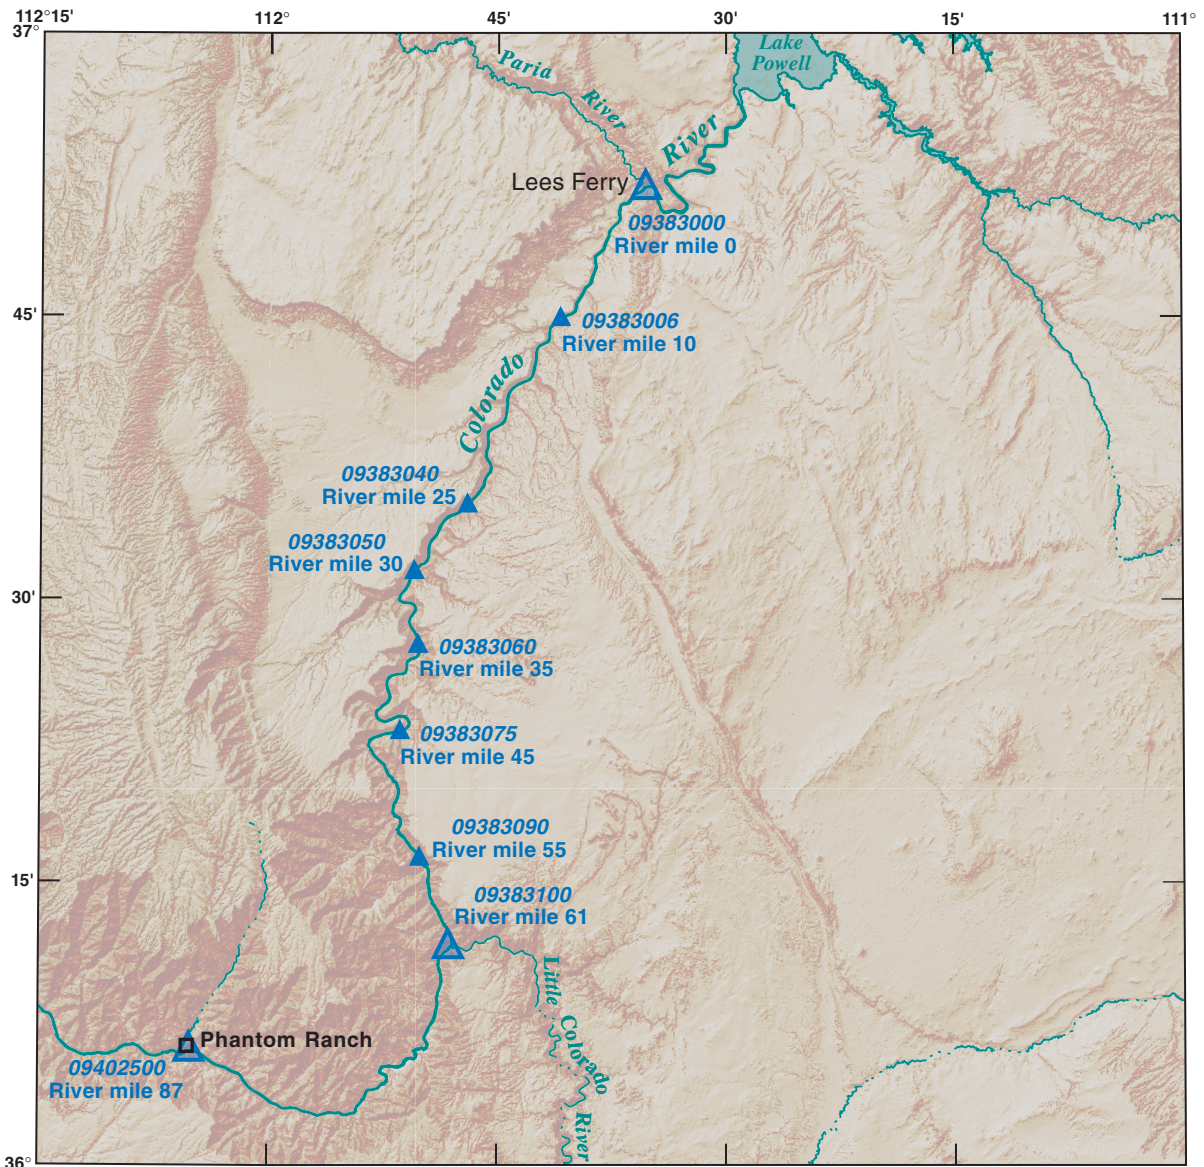 112°15'
112°
45'
30'
15'
111°
37°
Lake
Powell
Paria
River
River
Lees Ferry
09383000
River mile 0
45'
09383006
River mile 10
Colorado
09383040
River mile 25
09383050
River mile 30
30'
09383060
River mile 35
09383075
River mile 45
09383090
River mile 55
15'
09383100
River mile 61
Little
Colorado
River
Phantom Ranch
09402500
River mile 87
36°